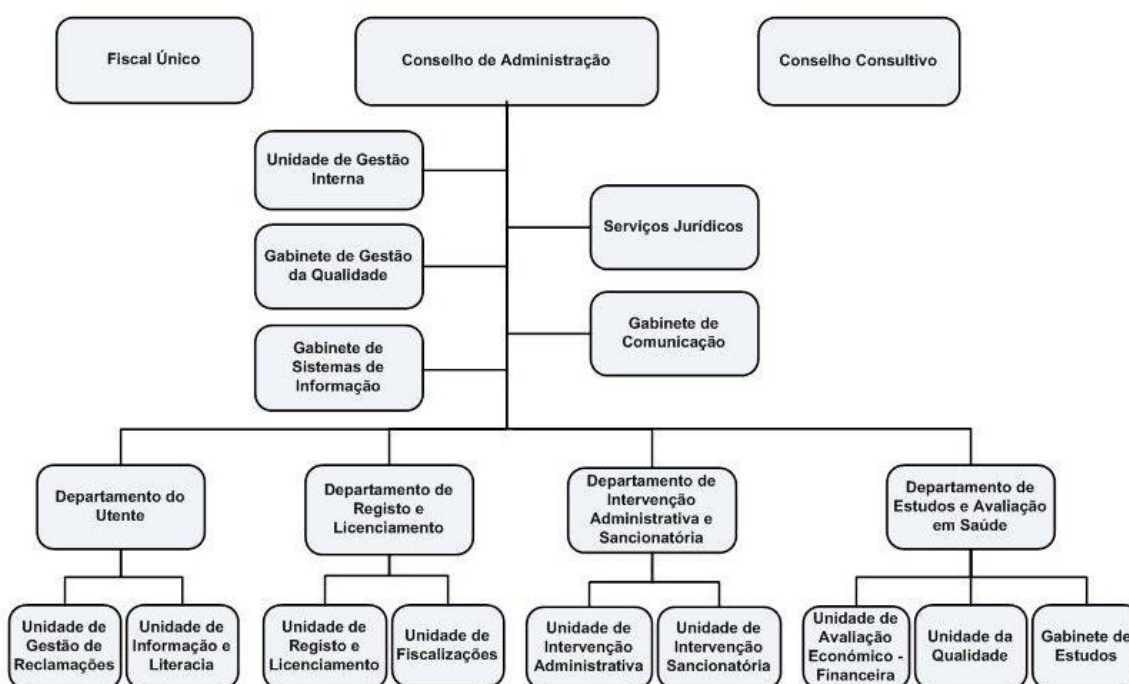 Fiscal Único
Conselho de Administração
Conselho Consultivo
Unidade de Gestão
Interna
Serviços Jurídicos
Gabinete de Gestão
da Qualidade
Gabinete de
Comunicação
Gabinete de
Sistemas de
Informação
Departamento do
Utente
Departamento de
Registo e
Licenciamento
Departamento de
Intervenção
Administrativa e
Sancionatória
Departamento de
Estudos e Avaliação
em Saúde
Unidade de
Gestão de
Reclamações
Unidade de
Informação e
Literacia
Unidade de
Registo e
Licenciamento
Unidade de
Fiscalizações
Unidade de
Intervenção
Administrativa
Unidade de
Intervenção
Sancionatória
Unidade de
Avaliação
Económico -
Financeira
Unidade da
Qualidade
Gabinete de
Estudos